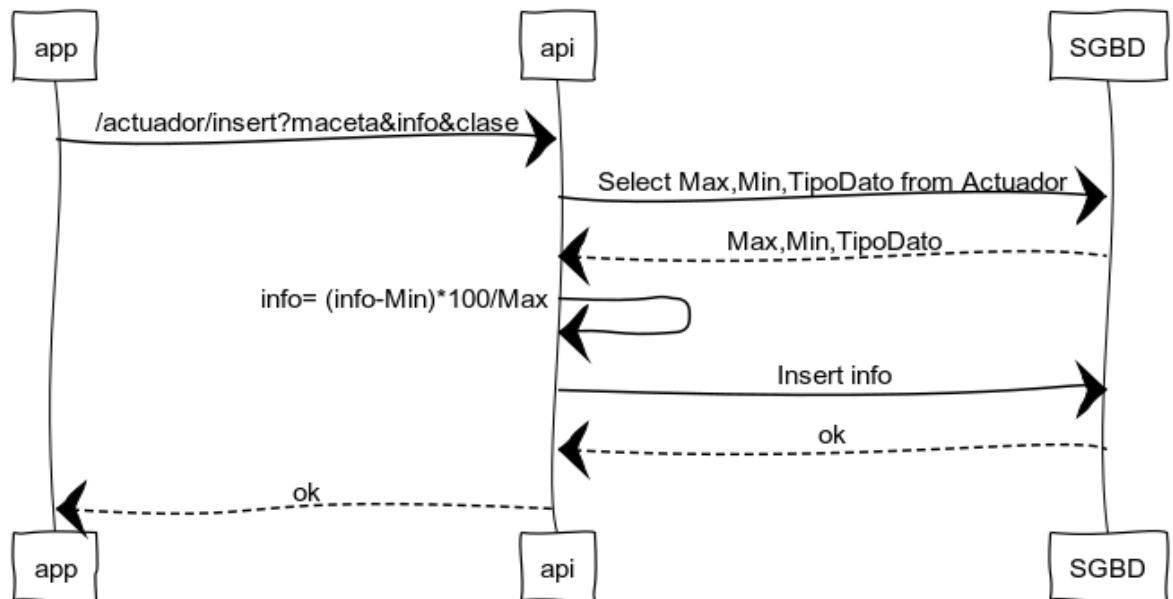 app
api
SGBD
/actuador/insert?maceta&info&clase
Select Max,Min,TipoDato from Actuador
Max,Min,TipoDato
info= (info-Min)*100/Max
Insert info
ok
ok
app
api
SGBD